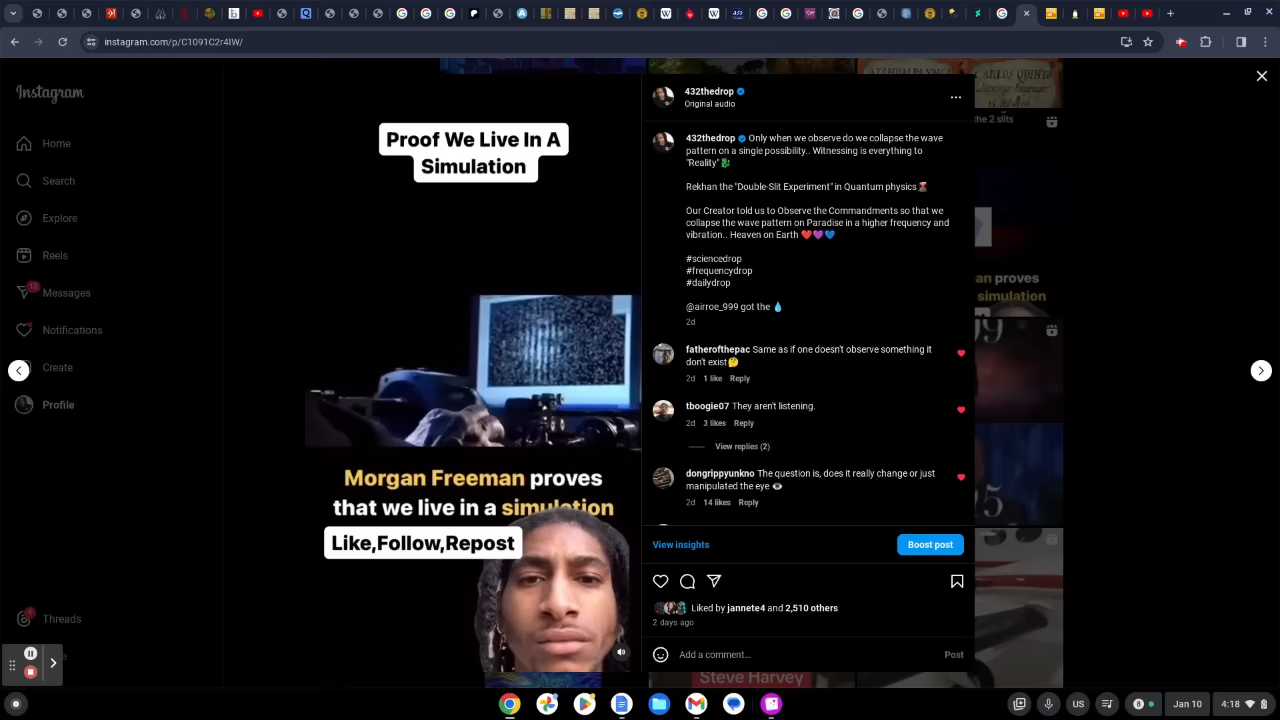 instagram.com/p/C1091C2r4IW/
Instagram
Home
Search
Explore
Reels
13
Messages
Notifications
Create
Profile
Threads
Proof We Live In A
Simulation
Morgan Freeman proves
that we live in a simulation
Like,Follow,Repost
432thedrop
Original audio
432thedrop Only when we observe do we collapse the wave
pattern on a single possibility.. Witnessing is everything to
"Reality"🐉
Rekhan the "Double-Slit Experiment" in Quantum physics
Our Creator told us to Observe the Commandments so that we
collapse the wave pattern on Paradise in a higher frequency and
vibration.. Heaven on Earth ❤️💜💙
#sciencedrop
#frequencydrop
#dailydrop
@airroe_999 got the 💧
2d
fatherofthepac Same as if one doesn't observe something it
don't exist🤔
2d 1 like Reply
tboogie07 They aren't listening.
2d 3 likes Reply
View replies (2)
dongrippyunkno The question is, does it really change or just
manipulated the eye 👁️
2d 14 likes Reply
View insights
Boost post
Liked by jannete4 and 2,510 others
2 days ago
Add a comment...
Post
CARLOS QUINTO
the 2 slits
an proves
simulation
Steve Harvey
US
8
Jan 10
4:18